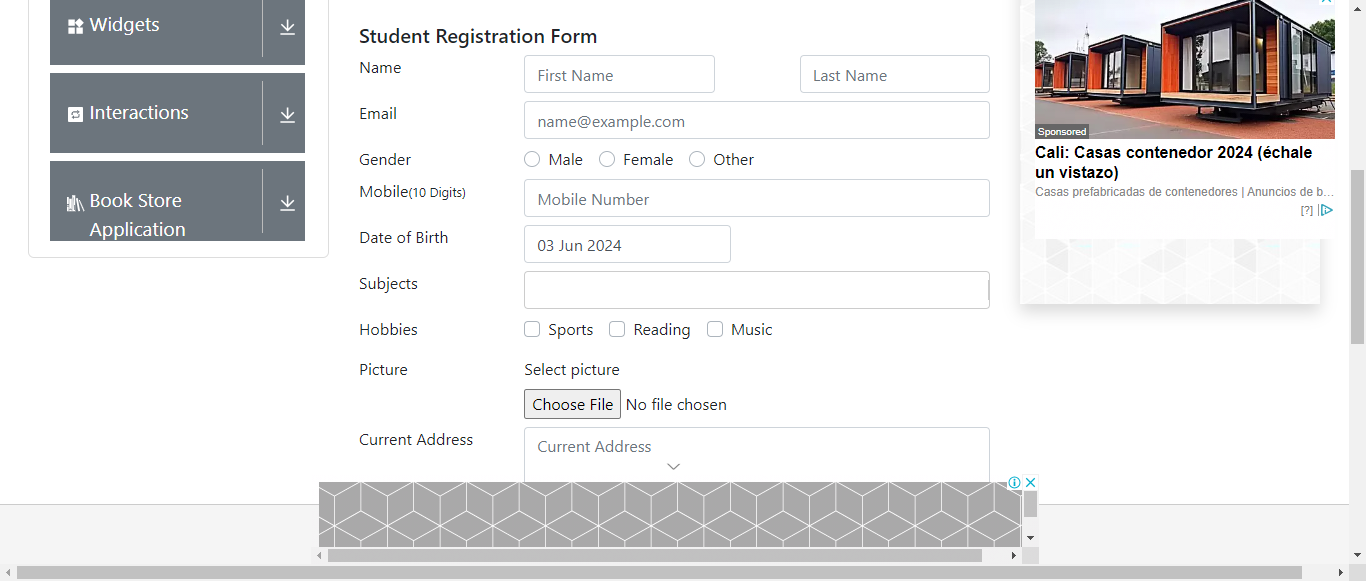 Widgets
Interactions
Book Store
Application
Student Registration Form
Name
First Name
Last Name
Email
name@example.com
Gender
Male
Female
Other
Mobile(10 Digits)
Mobile Number
Date of Birth
03 Jun 2024
Subjects
Hobbies
Sports
Reading
Music
Picture
Select picture
Choose File No file chosen
Current Address
Current Address
Sponsored
Cali: Casas contenedor 2024 (échale
un vistazo)
Casas prefabricadas de contenedores | Anuncios de b...
[?]